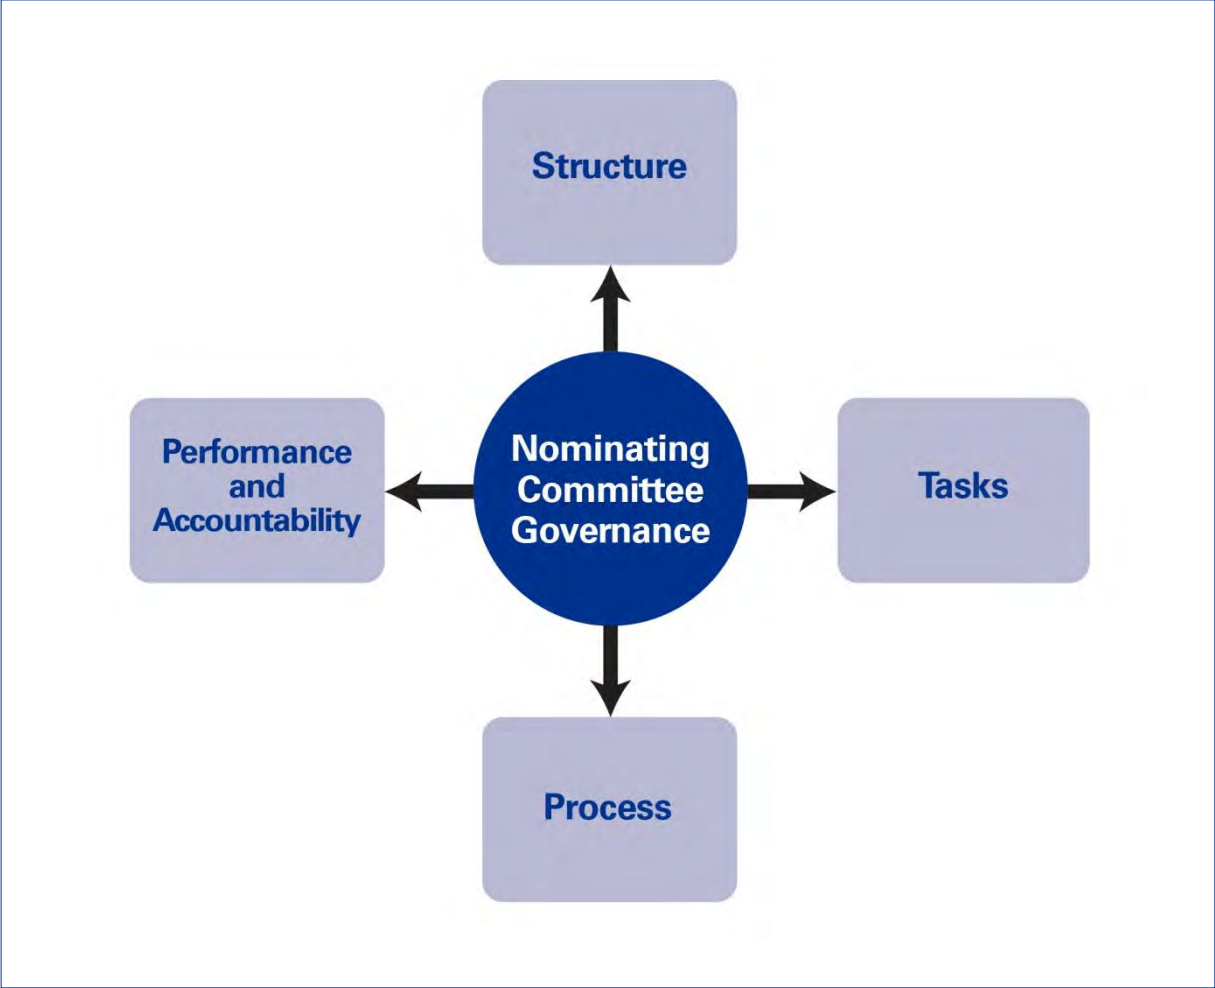 Structure
Performance
and
Accountability
Nominating
Committee
Governance
Tasks
Process